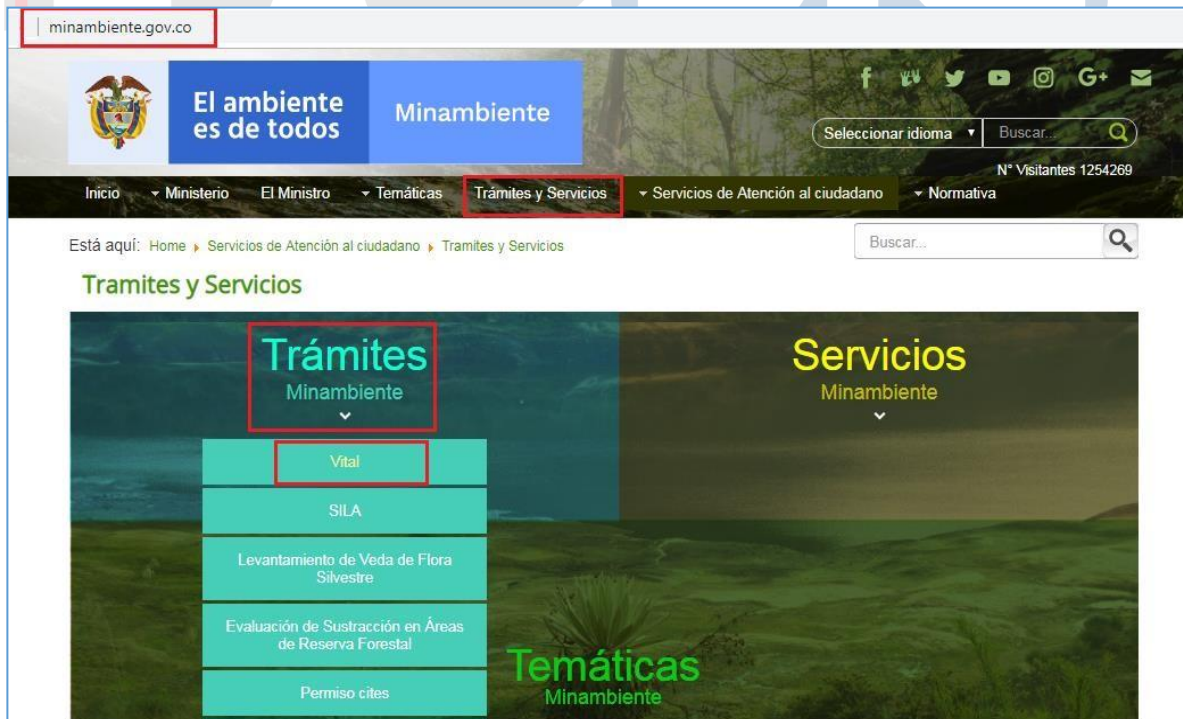 minambiente.gov.co
El ambiente
es de todos
Minambiente
G+
Seleccionar idioma
Buscar...
N° Visitantes 1254269
Inicio Ministerio El Ministro Temáticas Trámites y Servicios Servicios de Atención al ciudadano Normativa
Está aquí: Home Servicios de Atención al ciudadano Tramites y Servicios
Buscar...
Tramites y Servicios
Trámites
Minambiente
Servicios
Minambiente
Vital
SILA
Levantamiento de Veda de Flora
Silvestre
Evaluación de Sustracción en Áreas
de Reserva Forestal
Permiso cites
Temáticas
Minambiente